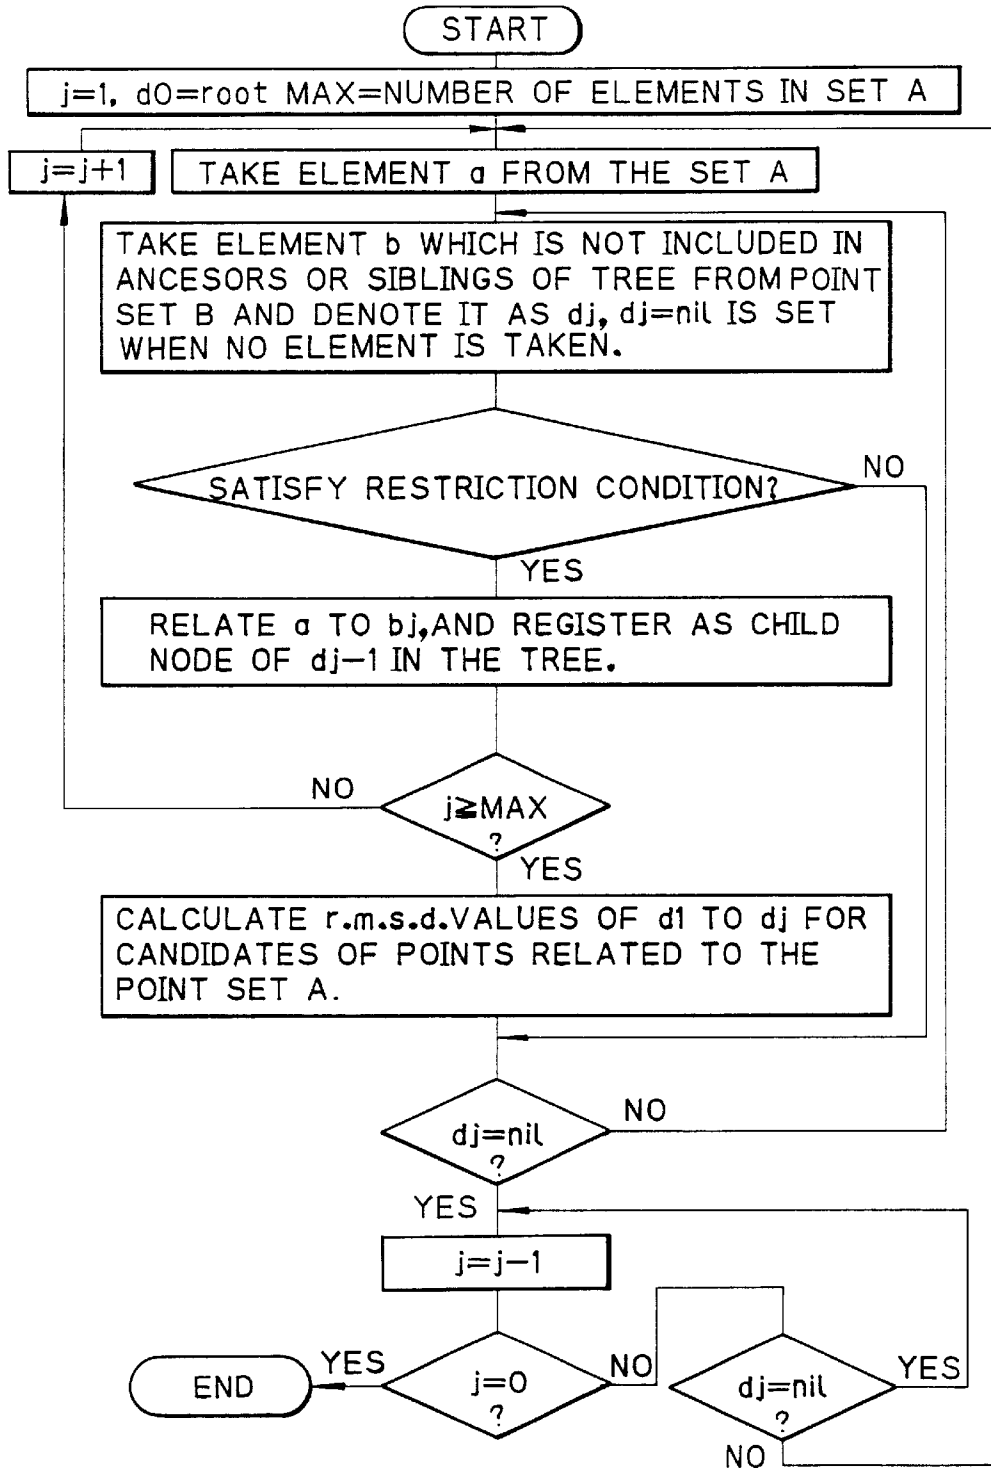 START
j=1, d0=root MAX=NUMBER OF ELEMENTS IN SET A
j=j+1
TAKE ELEMENT a FROM THE SET A
TAKE ELEMENT b WHICH IS NOT INCLUDED IN
ANCESORS OR SIBLINGS OF TREE FROM POINT
SET B AND DENOTE IT AS dj, dj=nil IS SET
WHEN NO ELEMENT IS TAKEN.
NO
SATISFY RESTRICTION CONDITION?
YES
RELATE a TO bj,AND REGISTER AS CHILD
NODE OF dj-1 IN THE TREE.
NO
j≧MAX
?
YES
CALCULATE r.m.s.d.VALUES OF d1 TO dj FOR
CANDIDATES OF POINTS RELATED TO THE
POINT SET A.
NO
dj=nil
?
YES
j=j-1
YES
NO
YES
END
j=0
?
dj=nil
?
NO